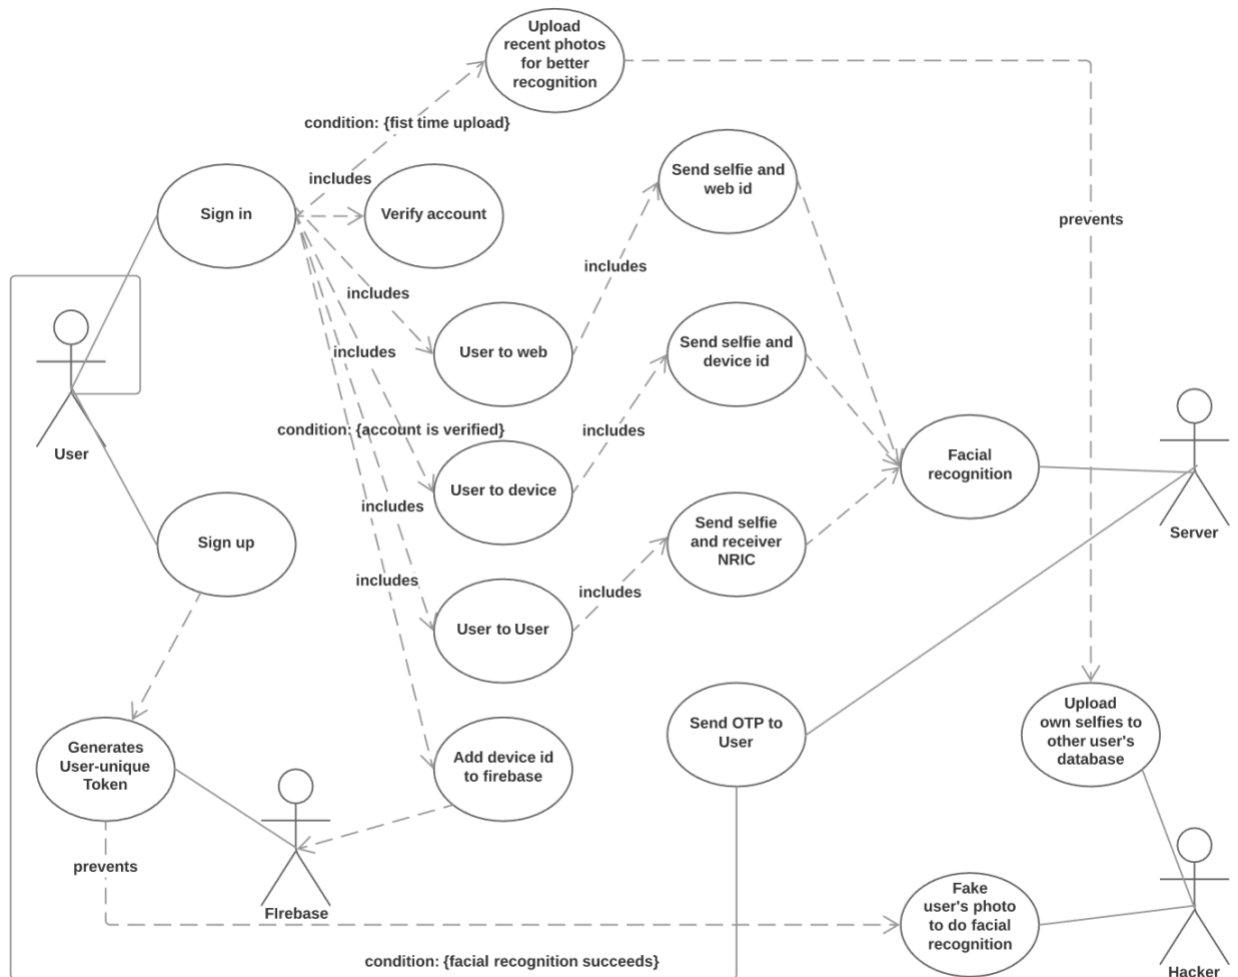 Upload
recent photos
for better
recognition
condition: {fist time upload}
Send selfie and
web id
includes
Sign in
Verify account
prevents
includes
includes
User to web
includes
Send selfie and
device id
condition: {account is verified}
includes
User
User to device
includes
Facial
recognition
Server
Sign up
Send selfie
and receiver
NRIC
includes
includes
User to User
Generates
User-unique
Token
Add device id
to firebase
Send OTP to
User
Upload
own selfies to
other user's
database
prevents
FIrebase
Fake
user's photo
to do facial
recognition
condition: {facial recognition succeeds}
Hacker